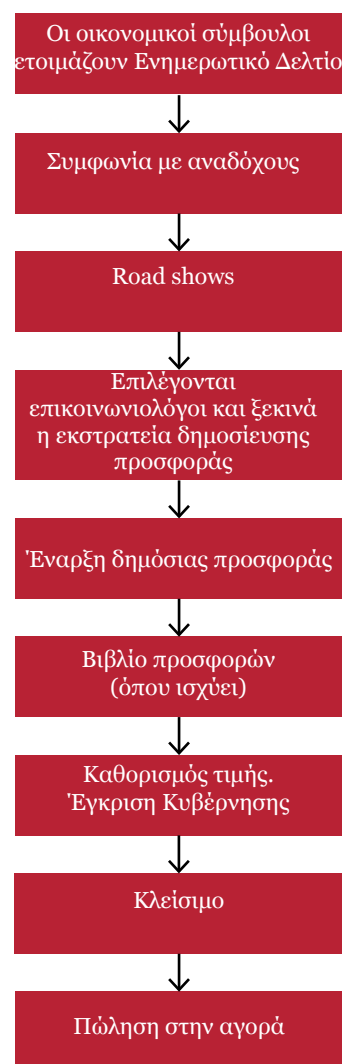 Οι οικονομικοί σύμβουλοι
ετοιμάζουν Ενημερωτικό Δελτίο
Συμφωνία με αναδόχους
Road shows
Επιλέγονται
επικοινωνιολόγοι και ξεκινά
η εκστρατεία δημοσίευσης
προσφοράς
Έναρξη δημόσιας προσφοράς
Βιβλίο προσφορών
(όπου ισχύει)
Καθορισμός τιμής.
Έγκριση Κυβέρνησης
Κλείσιμο
Πώληση στην αγορά